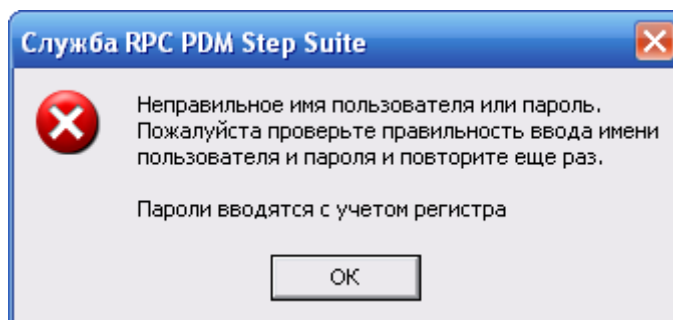 Служба RPC PDM Step Suite
Неправильное имя пользователя или пароль.
Пожалуйста проверьте правильность ввода имени
пользователя и пароля и повторите еще раз.
Пароли вводятся с учетом регистра
ОК